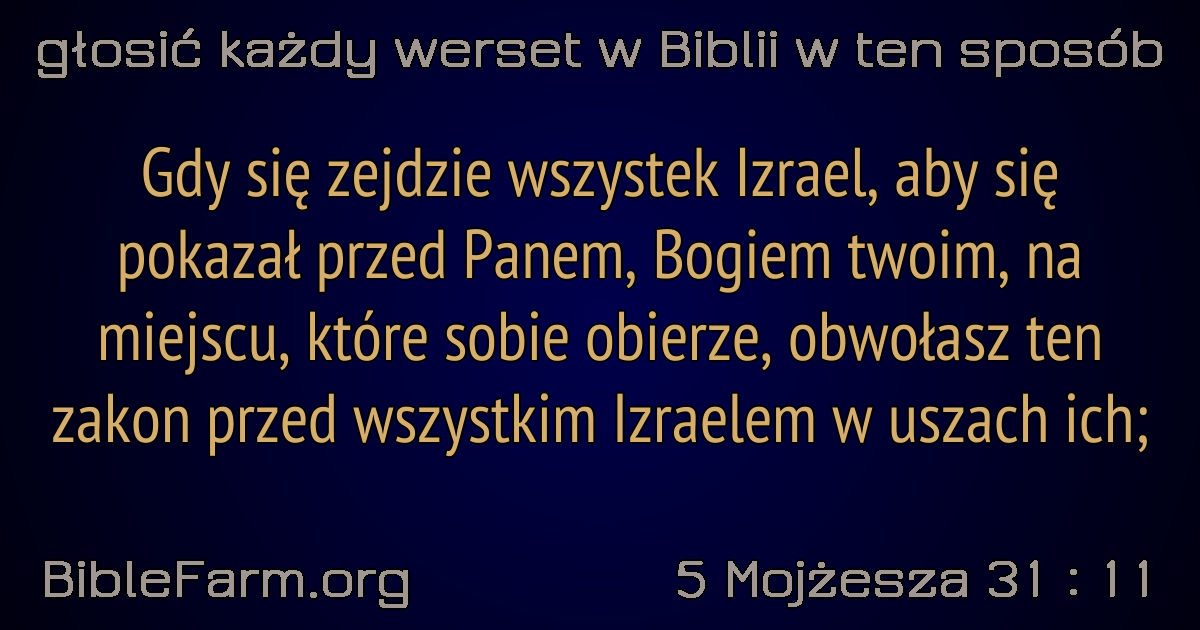 głosić każdy werset w Biblii w ten sposób
Gdy się zejdzie wszystek Izrael, aby się
pokazał przed Panem, Bogiem twoim, na
miejscu, które sobie obierze, obwołasz ten
zakon przed wszystkim Izraelem w uszach ich;
BibleFarm.org
5 Mojżesza 31 : 11